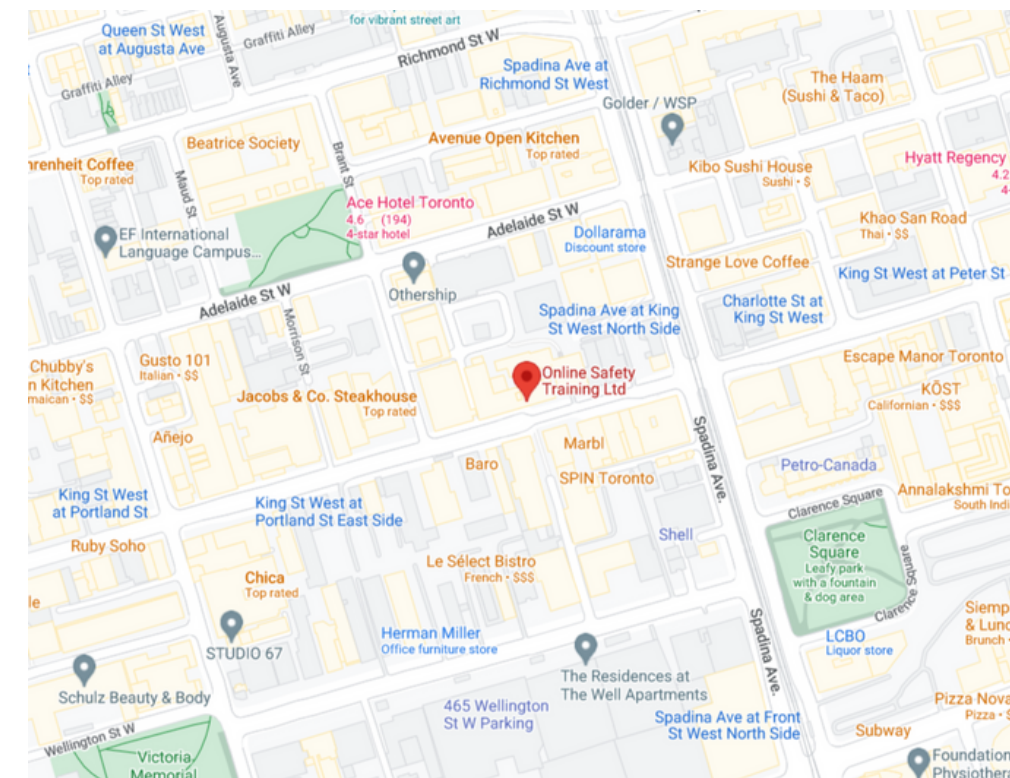 for vibrant street art
Queen St West
at Augusta Ave
Augusta Ave
Graffiti Alley
Richmond St W
Spadina Ave at
Richmond St West
Graffiti Alley
The Haam
(Sushi & Taco)
Golder / WSP
Beatrice Society
Brant St
Avenue Open Kitchen
Top rated
hrenheit Coffee
Top rated
Maud St
Kibo Sushi House
Sushi • $
Hyatt Regency
4.2
4-
Ace Hotel Toronto
4.6 (194)
4-star hotel
Adelaide St W
EF International
Language Campus...
Dollarama
Discount store
Khao San Road
Thai • $$
Strange Love Coffee
King St West at Peter St
Othership
Adelaide St W
Morrison St
Spadina Ave at King
St West North Side
Charlotte St at
King St West
Chubby's
n Kitchen
maican • $$
Gusto 101
Italian • $$
Online Safety
Training Ltd
Escape Manor Toronto
Jacobs & Co. Steakhouse
Top rated
KŌST
Californian • $$$
Añejo
Marbl
Spadina Ave.
Baro
SPIN Toronto
Petro-Canada
King St West
at Portland St
King St West at
Portland St East Side
Clarence Square
Annalakshmi To
South Indi
Ruby Soho
Shell
Clarence
Square
Leafy park
with a fountain
& dog area
Clarence Square
Le Sélect Bistro
French • $$$
Chica
Top rated
le
Siemp
& Lunc
Brunch •
Herman Miller
Office furniture store
Spadina Ave.
LCBO
Liquor store
STUDIO 67
The Residences at
The Well Apartments
Schulz Beauty & Body
465 Wellington
St W Parking
Spadina Ave at Front
St West North Side
Pizza Nova
Pizza • $
Subway
Wellington St W
Victoria
Memorial
Foundation
Physiother